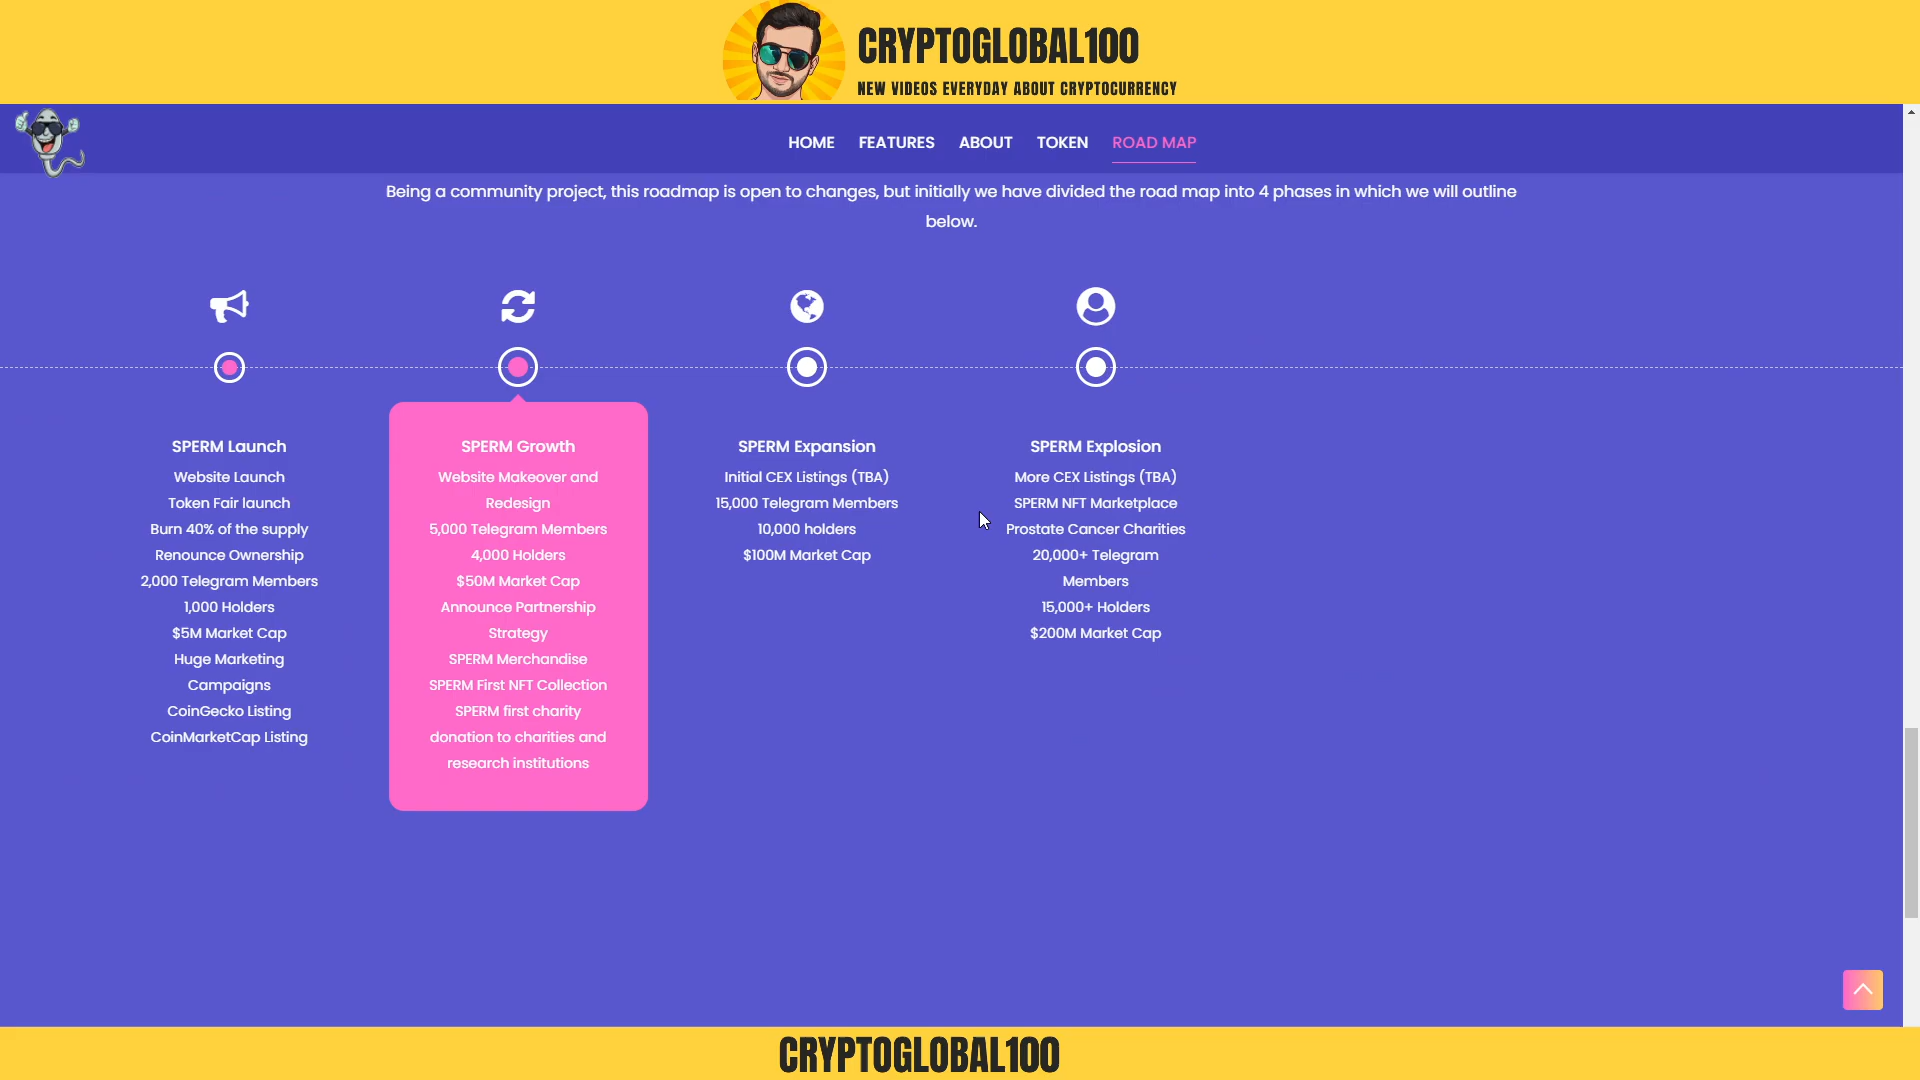 CRYPTOGLOBAL100
NEW VIDEOS EVERYDAY ABOUT CRYPTOCURRENCY
HOME FEATURES ABOUT TOKEN ROAD MAP
Being a community project, this roadmap is open to changes, but initially we have divided the road map into 4 phases in which we will outline
below.
SPERM Launch
Website Launch
Token Fair launch
Burn 40% of the supply
Renounce Ownership
2,000 Telegram Members
1,000 Holders
$5M Market Cap
Huge Marketing
Campaigns
CoinGecko Listing
CoinMarketCap Listing
SPERM Growth
Website Makeover and
Redesign
5,000 Telegram Members
4,000 Holders
$50M Market Cap
Announce Partnership
Strategy
SPERM Merchandise
SPERM First NFT Collection
SPERM first charity
donation to charities and
research institutions
SPERM Expansion
Initial CEX Listings (TBA)
15,000 Telegram Members
10,000 holders
$100M Market Cap
SPERM Explosion
More CEX Listings (TBA)
SPERM NFT Marketplace
Prostate Cancer Charities
20,000+ Telegram
Members
15,000+ Holders
$200M Market Cap
CRYPTOGLOBAL100